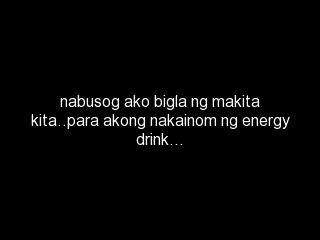 nabusog ako bigla ng makita
kita..para akong nakainom ng energy
drink...